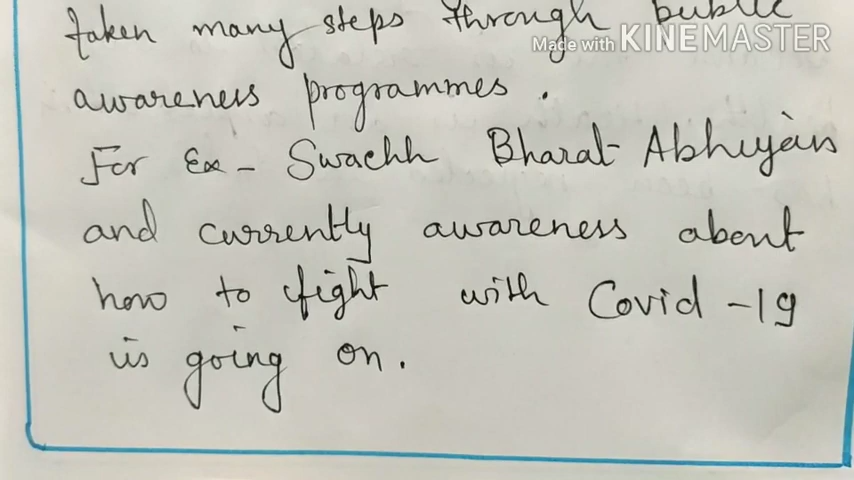 taken many steps through public
Made with KINEMASTER
awareness programmes.
For Ex - Swachh Bharat Abhiyan
and currently awareness about
how to fight with Covid-19
is going on.